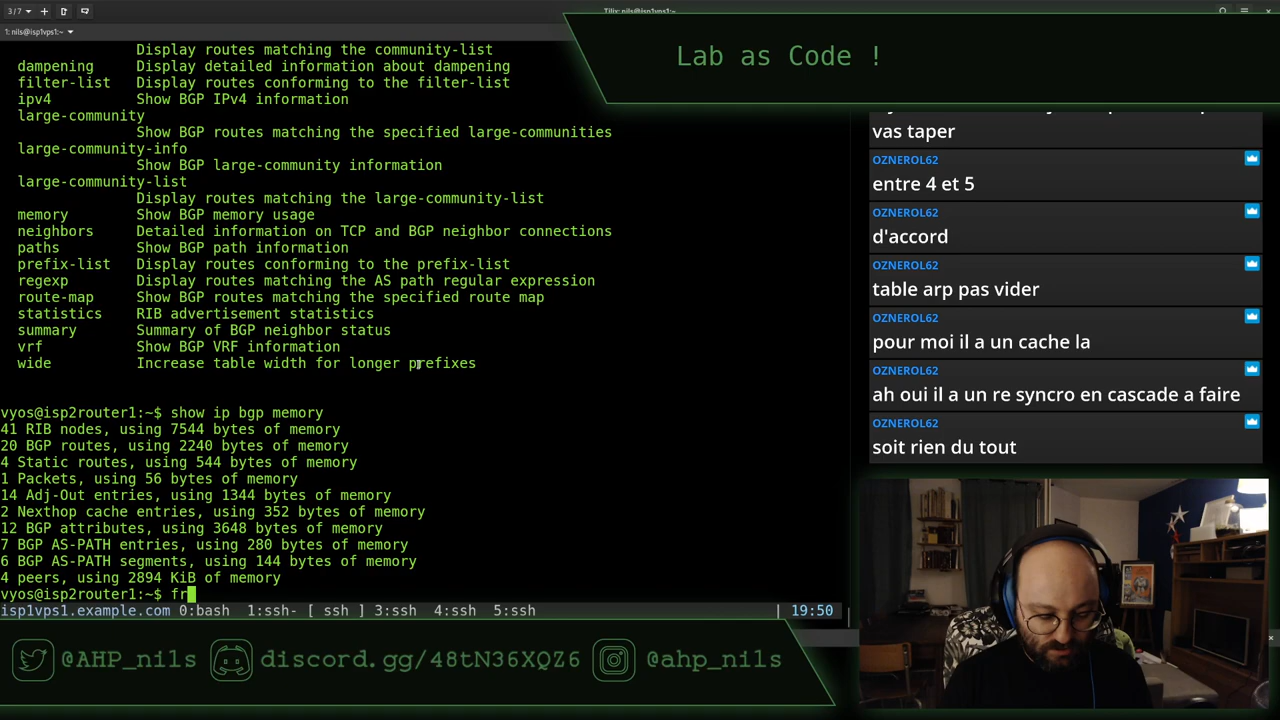 3/7
Tilix: nils@isp1vps1:~
1: nils@isp1vps1:~
Lab as Code !
Display routes matching the community-list
dampening Display detailed information about dampening
filter-list Display routes conforming to the filter-list
ipv4 Show BGP IPv4 information
large-community
Show BGP routes matching the specified large-communities
large-community-info
Show BGP large-community information
large-community-list
Display routes matching the large-community-list
memory Show BGP memory usage
neighbors Detailed information on TCP and BGP neighbor connections
paths Show BGP path information
prefix-list Display routes conforming to the prefix-list
regexp Display routes matching the AS path regular expression
route-map Show BGP routes matching the specified route map
statistics RIB advertisement statistics
summary Summary of BGP neighbor status
vrf Show BGP VRF information
wide Increase table width for longer prefixes
vyos@isp2router1:~$ show ip bgp memory
41 RIB nodes, using 7544 bytes of memory
20 BGP routes, using 2240 bytes of memory
4 Static routes, using 544 bytes of memory
1 Packets, using 56 bytes of memory
14 Adj-Out entries, using 1344 bytes of memory
2 Nexthop cache entries, using 352 bytes of memory
12 BGP attributes, using 3648 bytes of memory
7 BGP AS-PATH entries, using 280 bytes of memory
6 BGP AS-PATH segments, using 144 bytes of memory
4 peers, using 2894 KiB of memory
vyos@isp2router1:~$ fr
isp1vps1.example.com 0:bash 1:ssh- [ ssh ] 3:ssh 4:ssh 5:ssh | 19:50
vas taper
OZNEROL62
entre 4 et 5
OZNEROL62
d'accord
OZNEROL62
table arp pas vider
OZNEROL62
pour moi il a un cache la
OZNEROL62
ah oui il a un re syncro en cascade a faire
OZNEROL62
soit rien du tout
@AHP_nils discord.gg/48tN36XQZ6 @ahp_nils